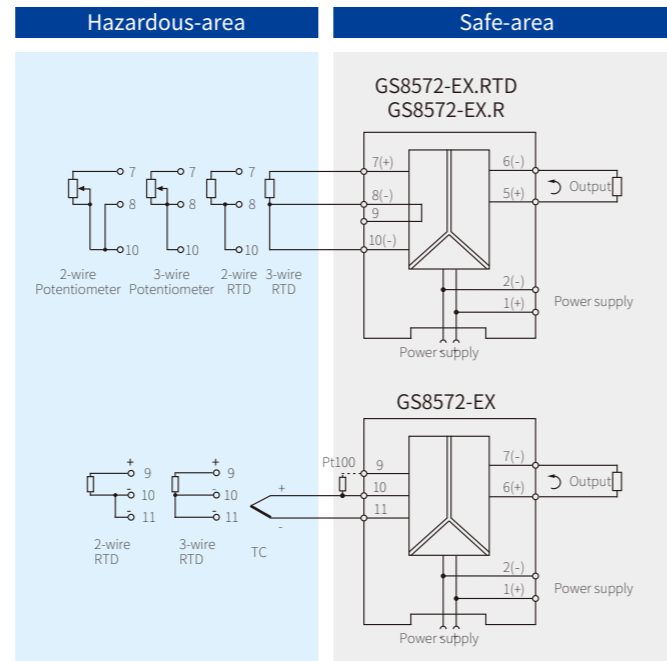 Hazardous-area
Safe-area
GS8572-EX.RTD
GS8572-EX.R
7(+)
8(-)
9
10(-)
6(-)
5(+)
Output
2(-)
1(+)
Power supply
Power supply
7
8
10
7
8
10
7
8
10
2-wire
Potentiometer
3-wire
Potentiometer
2-wire
RTD
3-wire
RTD
GS8572-EX
Pt100
9
10
11
7(-)
6(+)
Output
2(-)
1(+)
Power supply
Power supply
+
9
-
10
-
11
+
9
-
10
-
11
+
-
2-wire
RTD
3-wire
RTD
TC